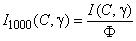 I₁₀₀₀(C, γ) = I(C, γ) / Φ